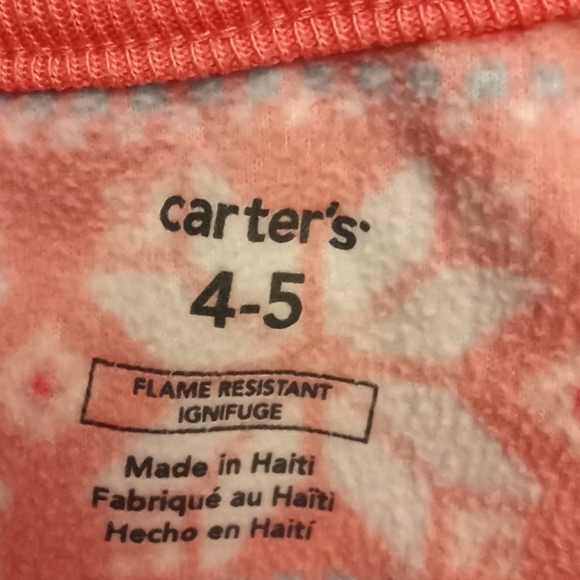 carter's
4-5
FLAME RESISTANT
IGNIFUGE
Made in Haiti
Fabriqué au Haïti
Hecho en Haití